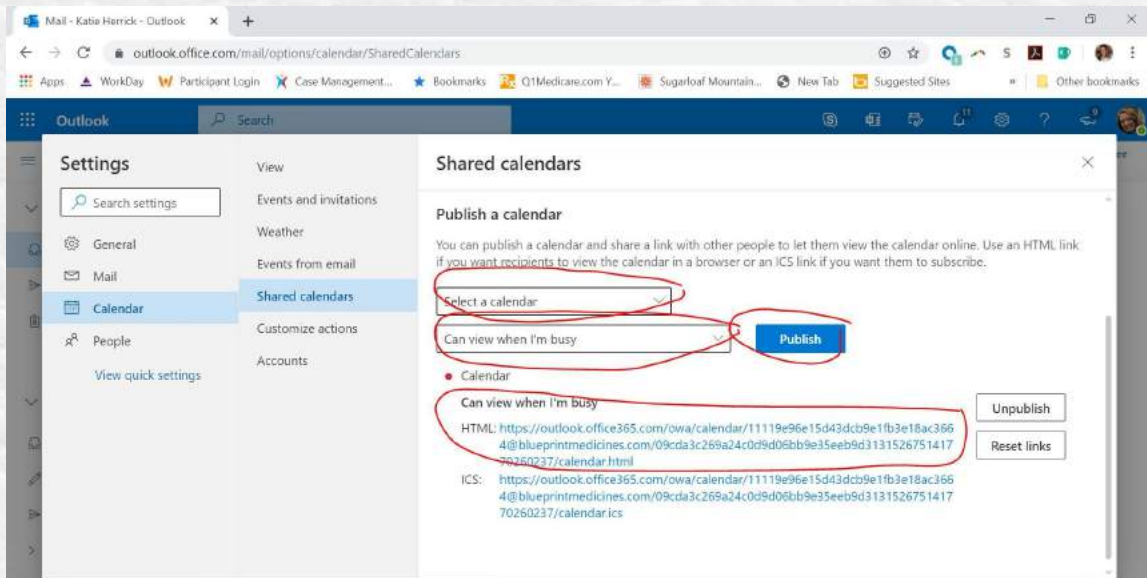 Mail - Katie Herrick - Outlook
outlook.office.com/mail/options/calendar/SharedCalendars
Apps WorkDay Participant Login Case Management... Bookmarks Q1Medicare.com Y... Sugarloaf Mountain... New Tab Suggested Sites » Other bookmarks
Outlook Search
Settings
Search settings
General
Mail
Calendar
People
View quick settings
View
Events and invitations
Weather
Events from email
Shared calendars
Customize actions
Accounts
Shared calendars
Publish a calendar
You can publish a calendar and share a link with other people to let them view the calendar online. Use an HTML link
if you want recipients to view the calendar in a browser or an ICS link if you want them to subscribe.
Select a calendar
Can view when I'm busy Publish
Calendar
Can view when I'm busy
Unpublish
HTML: https://outlook.office365.com/owa/calendar/11119e96e15d43dcb9e1fb3e18ac366
4@blueprintmedicines.com/09cda3c269a24c0d9d06bb9e35eeb9d3131526751417
70260237/calendar.html
Reset links
ICS: https://outlook.office365.com/owa/calendar/11119e96e15d43dcb9e1fb3e18ac366
4@blueprintmedicines.com/09cda3c269a24c0d9d06bb9e35eeb9d3131526751417
70260237/calendar.ics